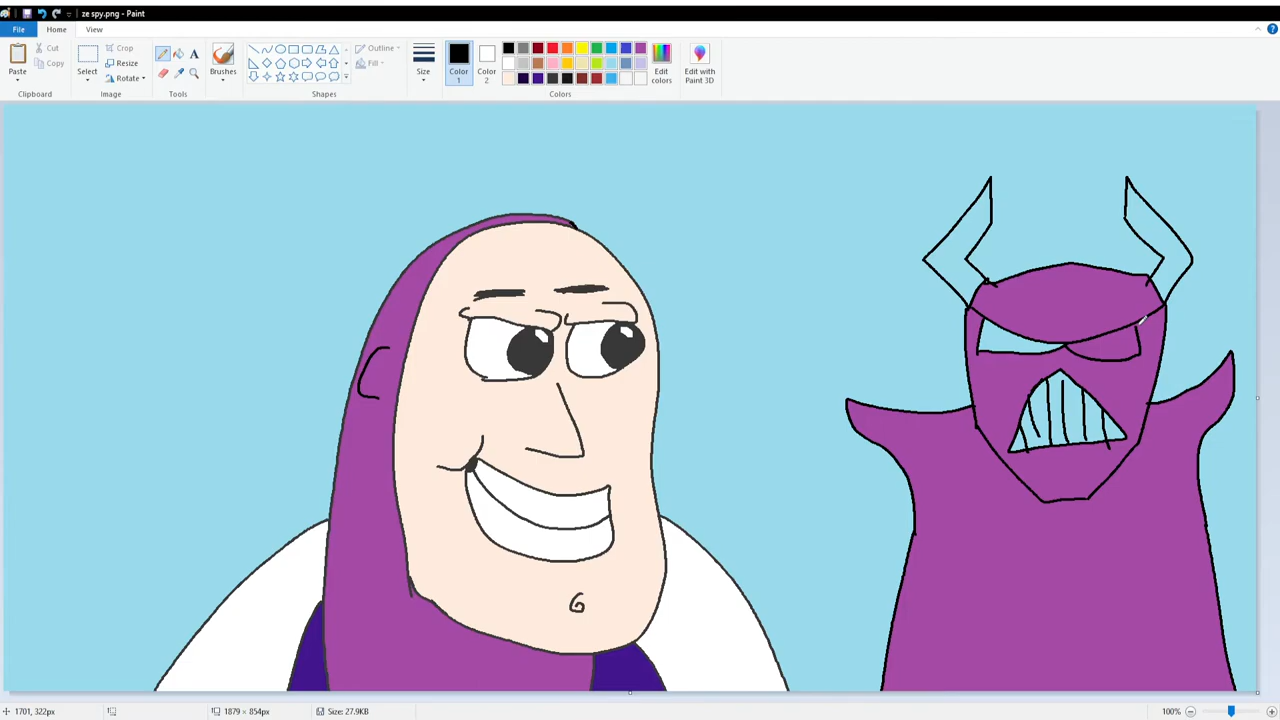 ze spy.png - Paint
File Home View
Paste
Cut
Copy
Clipboard
Select
Crop
Resize
Rotate
Image
Tools
A
Brushes
Shapes
Outline
Fill
Size
Color
1
Color
2
Edit
colors
Colors
Edit with
Paint 3D
1701, 322px
1879 × 854px
Size: 27.9KB
100%